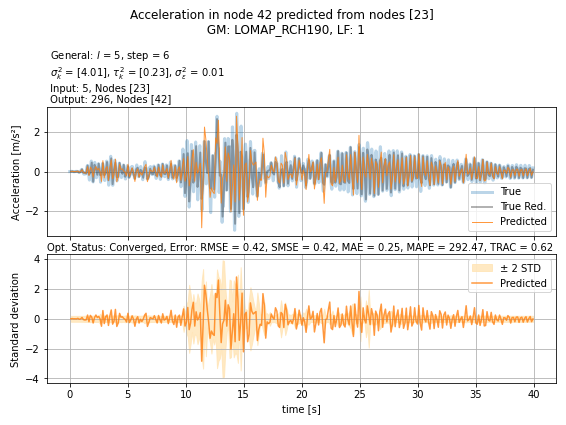 Acceleration in node 42 predicted from nodes [23]
GM: LOMAP_RCH190, LF: 1
General: l = 5, step = 6
σ²ₖ = [4.01], τ²ₖ = [0.23], σ²ε = 0.01
Input: 5, Nodes [23]
Output: 296, Nodes [42]
Acceleration [m/s²]
2
0
−2
True
True Red.
Predicted
Opt. Status: Converged, Error: RMSE = 0.42, SMSE = 0.42, MAE = 0.25, MAPE = 292.47, TRAC = 0.62
Standard deviation
4
2
0
−2
−4
± 2 STD
Predicted
0 5 10 15 20 25 30 35 40
time [s]